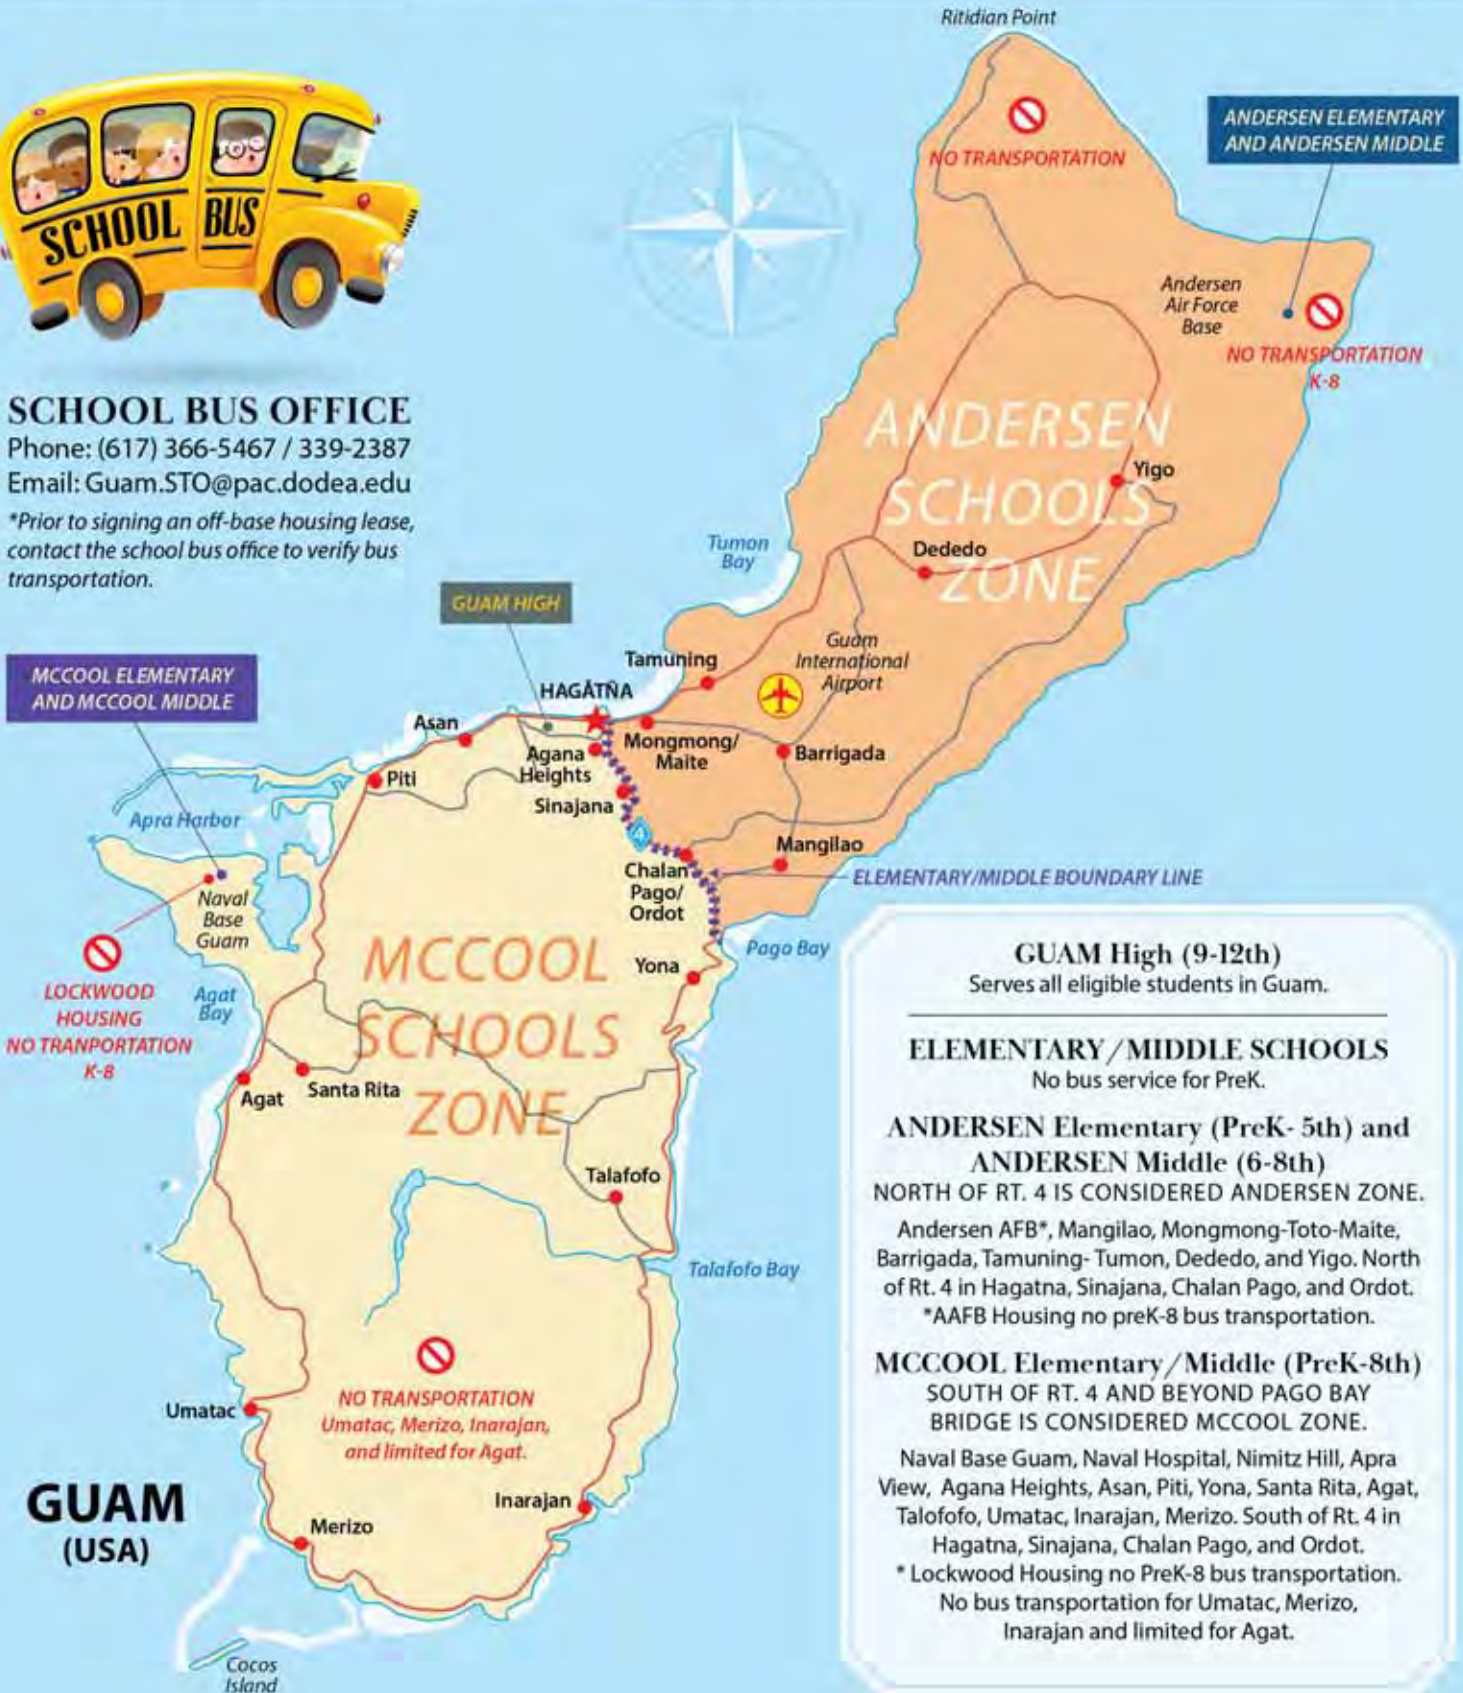 Ritidian Point
NO TRANSPORTATION
ANDERSEN ELEMENTARY
AND ANDERSEN MIDDLE
SCHOOL BUS
Andersen
Air Force
Base
NO TRANSPORTATION
K-8
SCHOOL BUS OFFICE
Phone: (617) 366-5467 / 339-2387
Email: Guam.STO@pac.dodea.edu
*Prior to signing an off-base housing lease,
contact the school bus office to verify bus
transportation.
ANDERSEN
SCHOOLS
ZONE
Yigo
Dededo
Tumon
Bay
GUAM HIGH
Guam
International
Airport
Tamuning
HAGÅTÑA
MCCOOL ELEMENTARY
AND MCCOOL MIDDLE
Asan
Agana
Heights
Mongmong/
Maite
Barrigada
Piti
Sinajana
Apra Harbor
4
Mangilao
Chalan
Pago/
Ordot
ELEMENTARY/MIDDLE BOUNDARY LINE
Naval
Base
Guam
Pago Bay
Yona
LOCKWOOD
HOUSING
NO TRANPORTATION
K-8
Agat
Bay
MCCOOL
SCHOOLS
ZONE
Agat
Santa Rita
Talafofo
Talafofo Bay
NO TRANSPORTATION
Umatac, Merizo, Inarajan,
and limited for Agat.
Umatac
Inarajan
Merizo
GUAM
(USA)
Cocos
Island
GUAM High (9-12th)
Serves all eligible students in Guam.
ELEMENTARY/MIDDLE SCHOOLS
No bus service for PreK.
ANDERSEN Elementary (PreK- 5th) and
ANDERSEN Middle (6-8th)
NORTH OF RT. 4 IS CONSIDERED ANDERSEN ZONE.
Andersen AFB*, Mangilao, Mongmong-Toto-Maite,
Barrigada, Tamuning- Tumon, Dededo, and Yigo. North
of Rt. 4 in Hagatna, Sinajana, Chalan Pago, and Ordot.
*AAFB Housing no preK-8 bus transportation.
MCCOOL Elementary/Middle (PreK-8th)
SOUTH OF RT. 4 AND BEYOND PAGO BAY
BRIDGE IS CONSIDERED MCCOOL ZONE.
Naval Base Guam, Naval Hospital, Nimitz Hill, Apra
View, Agana Heights, Asan, Piti, Yona, Santa Rita, Agat,
Talofofo, Umatac, Inarajan, Merizo. South of Rt. 4 in
Hagatna, Sinajana, Chalan Pago, and Ordot.
* Lockwood Housing no PreK-8 bus transportation.
No bus transportation for Umatac, Merizo,
Inarajan and limited for Agat.